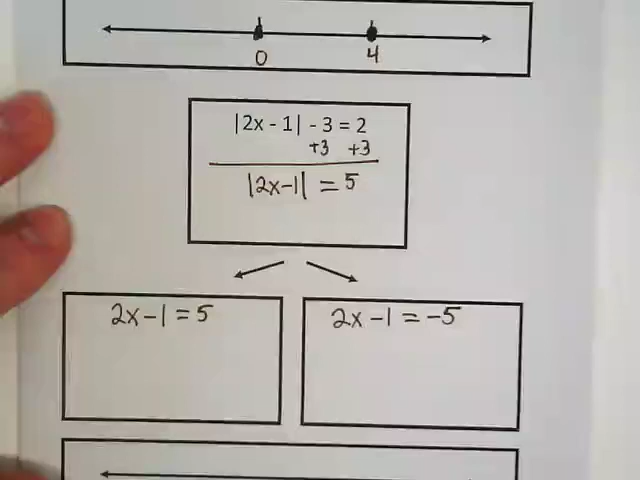 0 4
|2x - 1| - 3 = 2
+3 +3
|2x-1| = 5
2x-1 = 5
2x-1 = -5